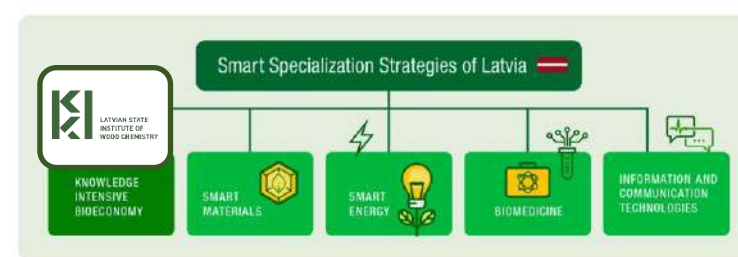 Smart Specialization Strategies of Latvia
LATVIAN STATE
INSTITUTE OF
WOOD CHEMISTRY
KNOWLEDGE
INTENSIVE
BIOECONOMY
SMART
MATERIALS
SMART
ENERGY
BIOMEDICINE
INFORMATION AND
COMMUNICATION
TECHNOLOGIES